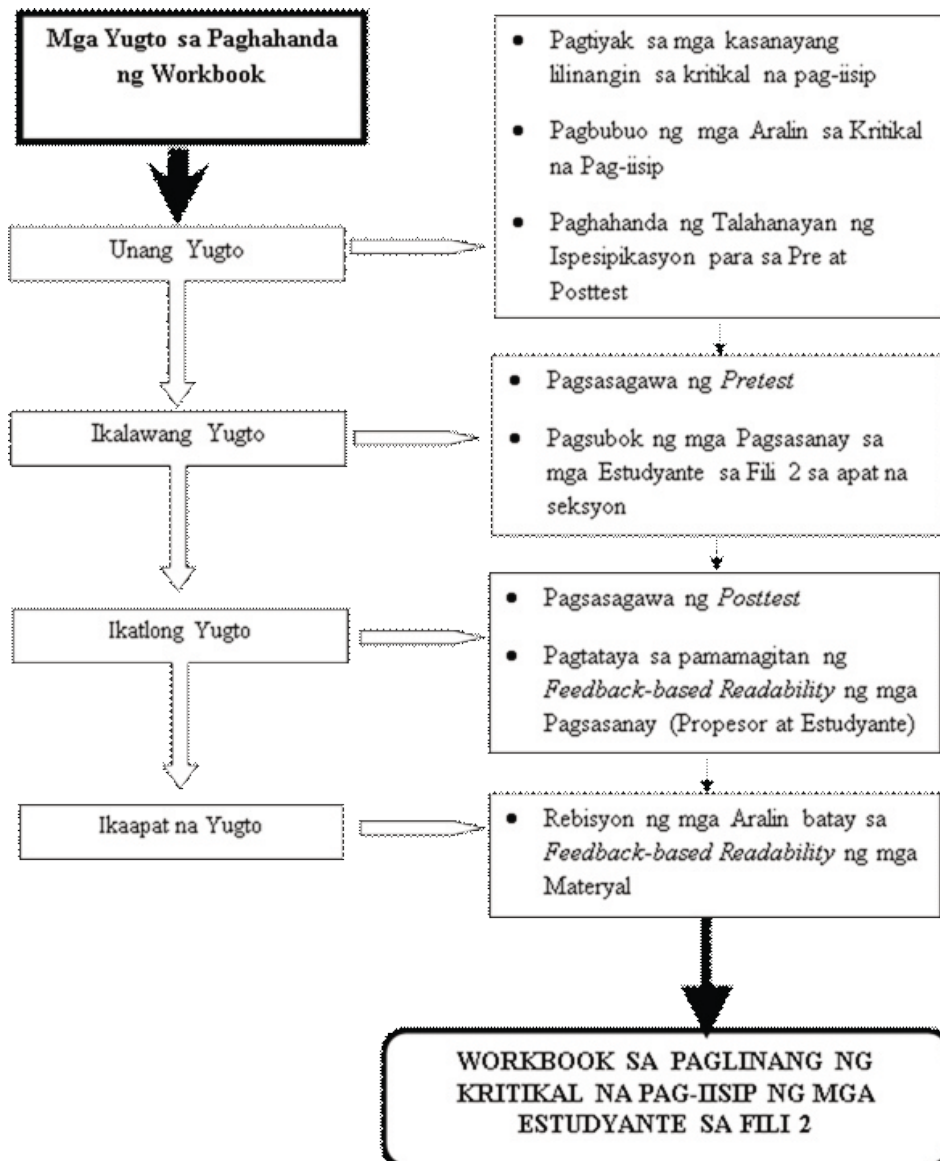 Mga Yugto sa Paghahanda
ng Workbook
• Pagtiyak sa mga kasanayang
lilinangin sa kritikal na pag-iisip
• Pagbubuo ng mga Aralin sa Kritikal
na Pag-iisip
• Paghahanda ng Talahanayan ng
Ispesipikasyon para sa Pre at
Posttest
Unang Yugto
• Pagsasagawa ng Pretest
• Pagsubok ng mga Pagsasanay sa
mga Estudyante sa Fili 2 sa apat na
seksyon
Ikalawang Yugto
• Pagsasagawa ng Posttest
• Pagtataya sa pamamagitan ng
Feedback-based Readability ng mga
Pagsasanay (Propesor at Estudyante)
Ikatlong Yugto
• Rebisyon ng mga Aralin batay sa
Feedback-based Readability ng mga
Materyal
Ikaapat na Yugto
WORKBOOK SA PAGLINANG NG
KRITIKAL NA PAG-IISIP NG MGA
ESTUDYANTE SA FILI 2